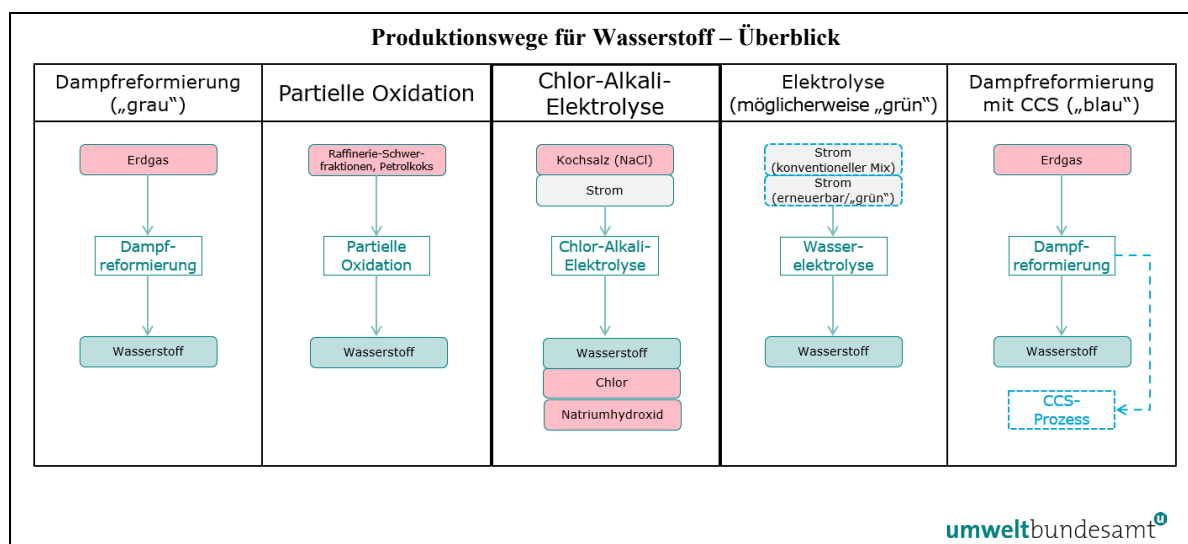 Produktionswege für Wasserstoff – Überblick
Dampfreformierung
(„grau“)
Partielle Oxidation
Chlor-Alkali-
Elektrolyse
Elektrolyse
(möglicherweise „grün“)
Dampfreformierung
mit CCS („blau“)
Erdgas
Dampf-
reformierung
Wasserstoff
Raffinerie-Schwer-
fraktionen, Petrolkoks
Partielle
Oxidation
Wasserstoff
Kochsalz (NaCl)
Strom
Chlor-Alkali-
Elektrolyse
Wasserstoff
Chlor
Natriumhydroxid
Strom
(konventioneller Mix)
Strom
(erneuerbar/„grün“)
Wasser-
elektrolyse
Wasserstoff
Erdgas
Dampf-
reformierung
Wasserstoff
CCS-
Prozess
umweltbundesamt u